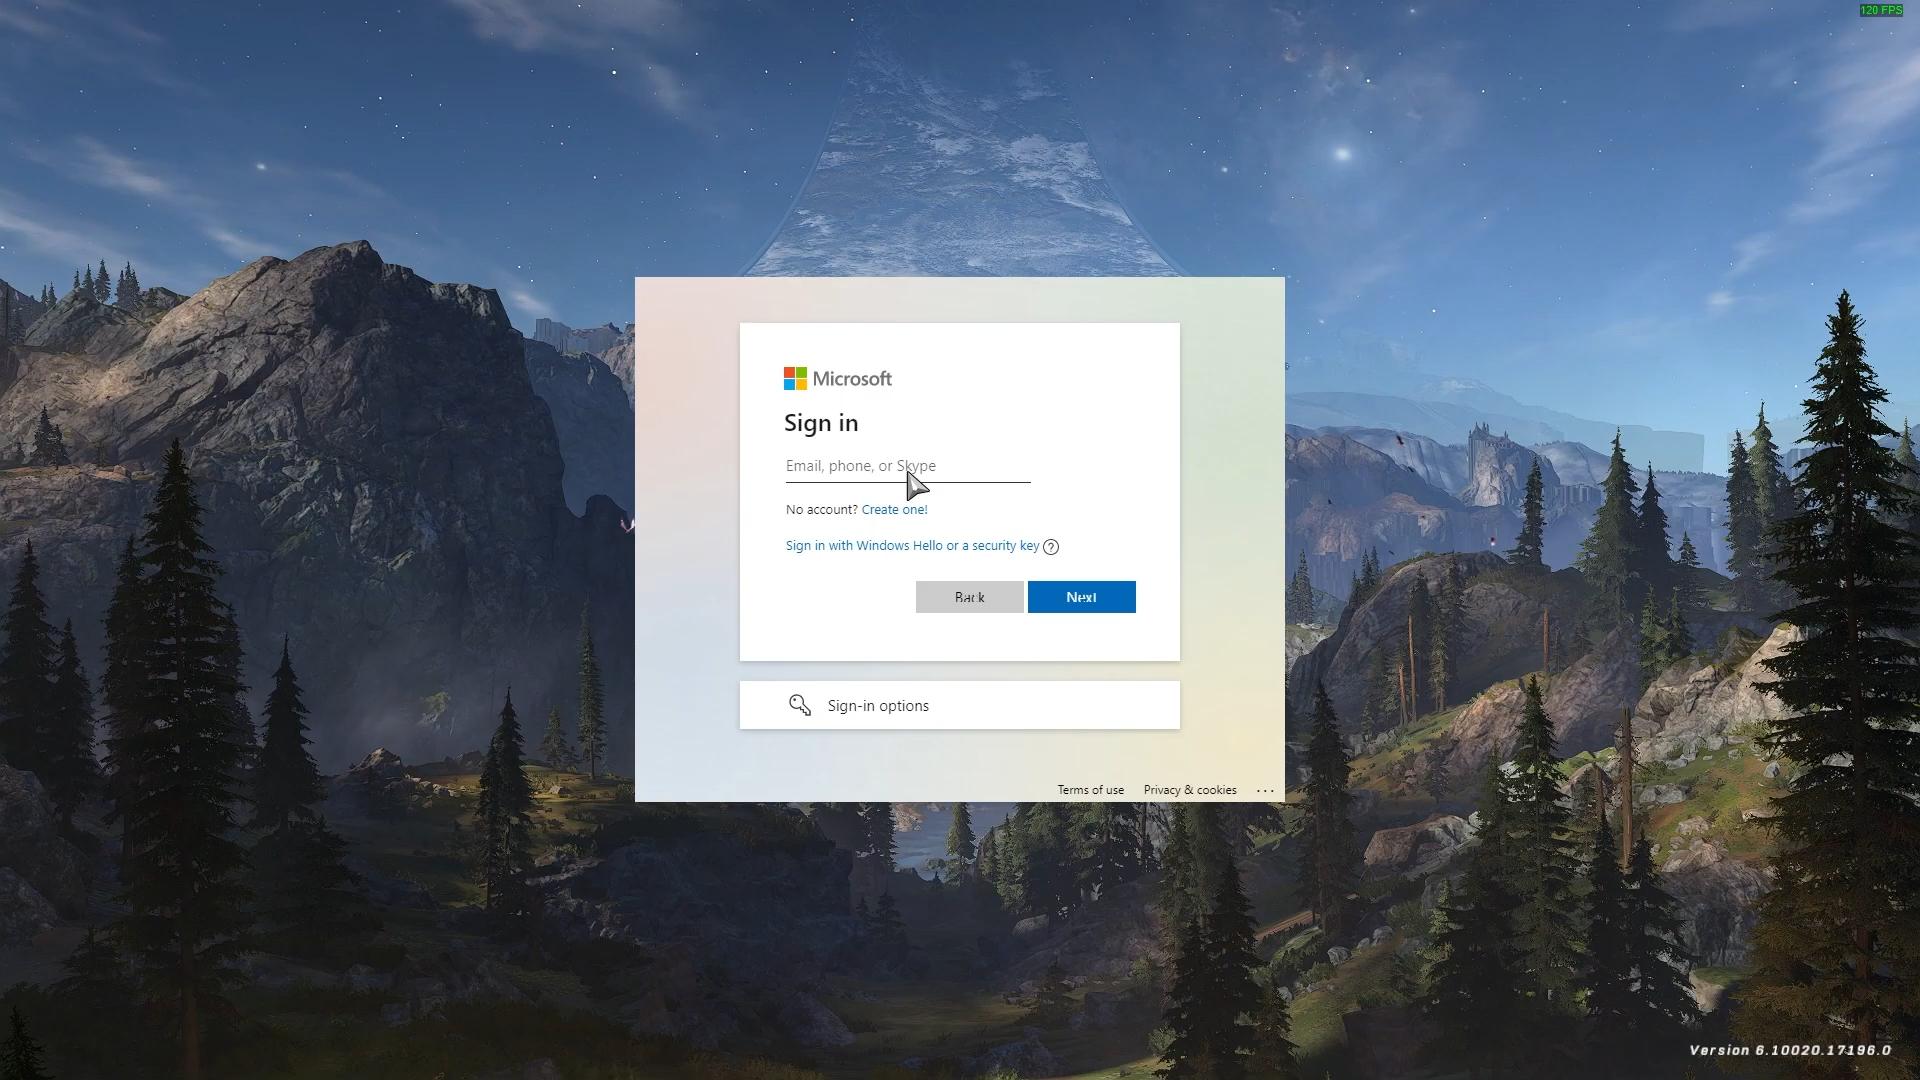 120 FPS
Microsoft
Sign in
Email, phone, or Skype
No account? Create one!
Sign in with Windows Hello or a security key ?
Back
Next
Sign-in options
Terms of use
Privacy & cookies
...
Version 6.10020.17196.0